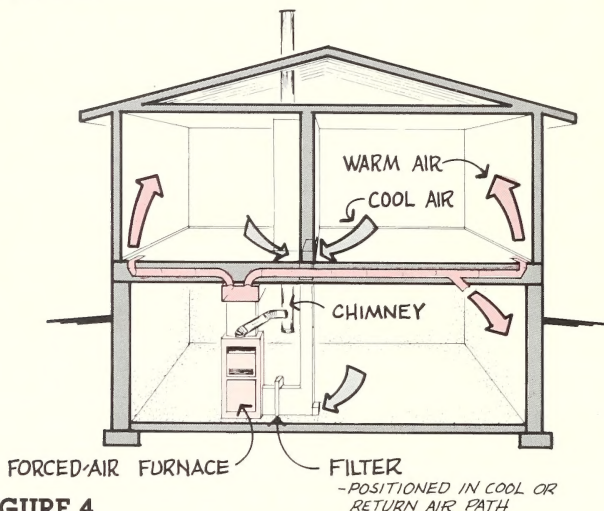 WARM AIR
COOL AIR
CHIMNEY
FORCED-AIR FURNACE
FILTER
-POSITIONED IN COOL OR
RETURN AIR PATH
GURE 4